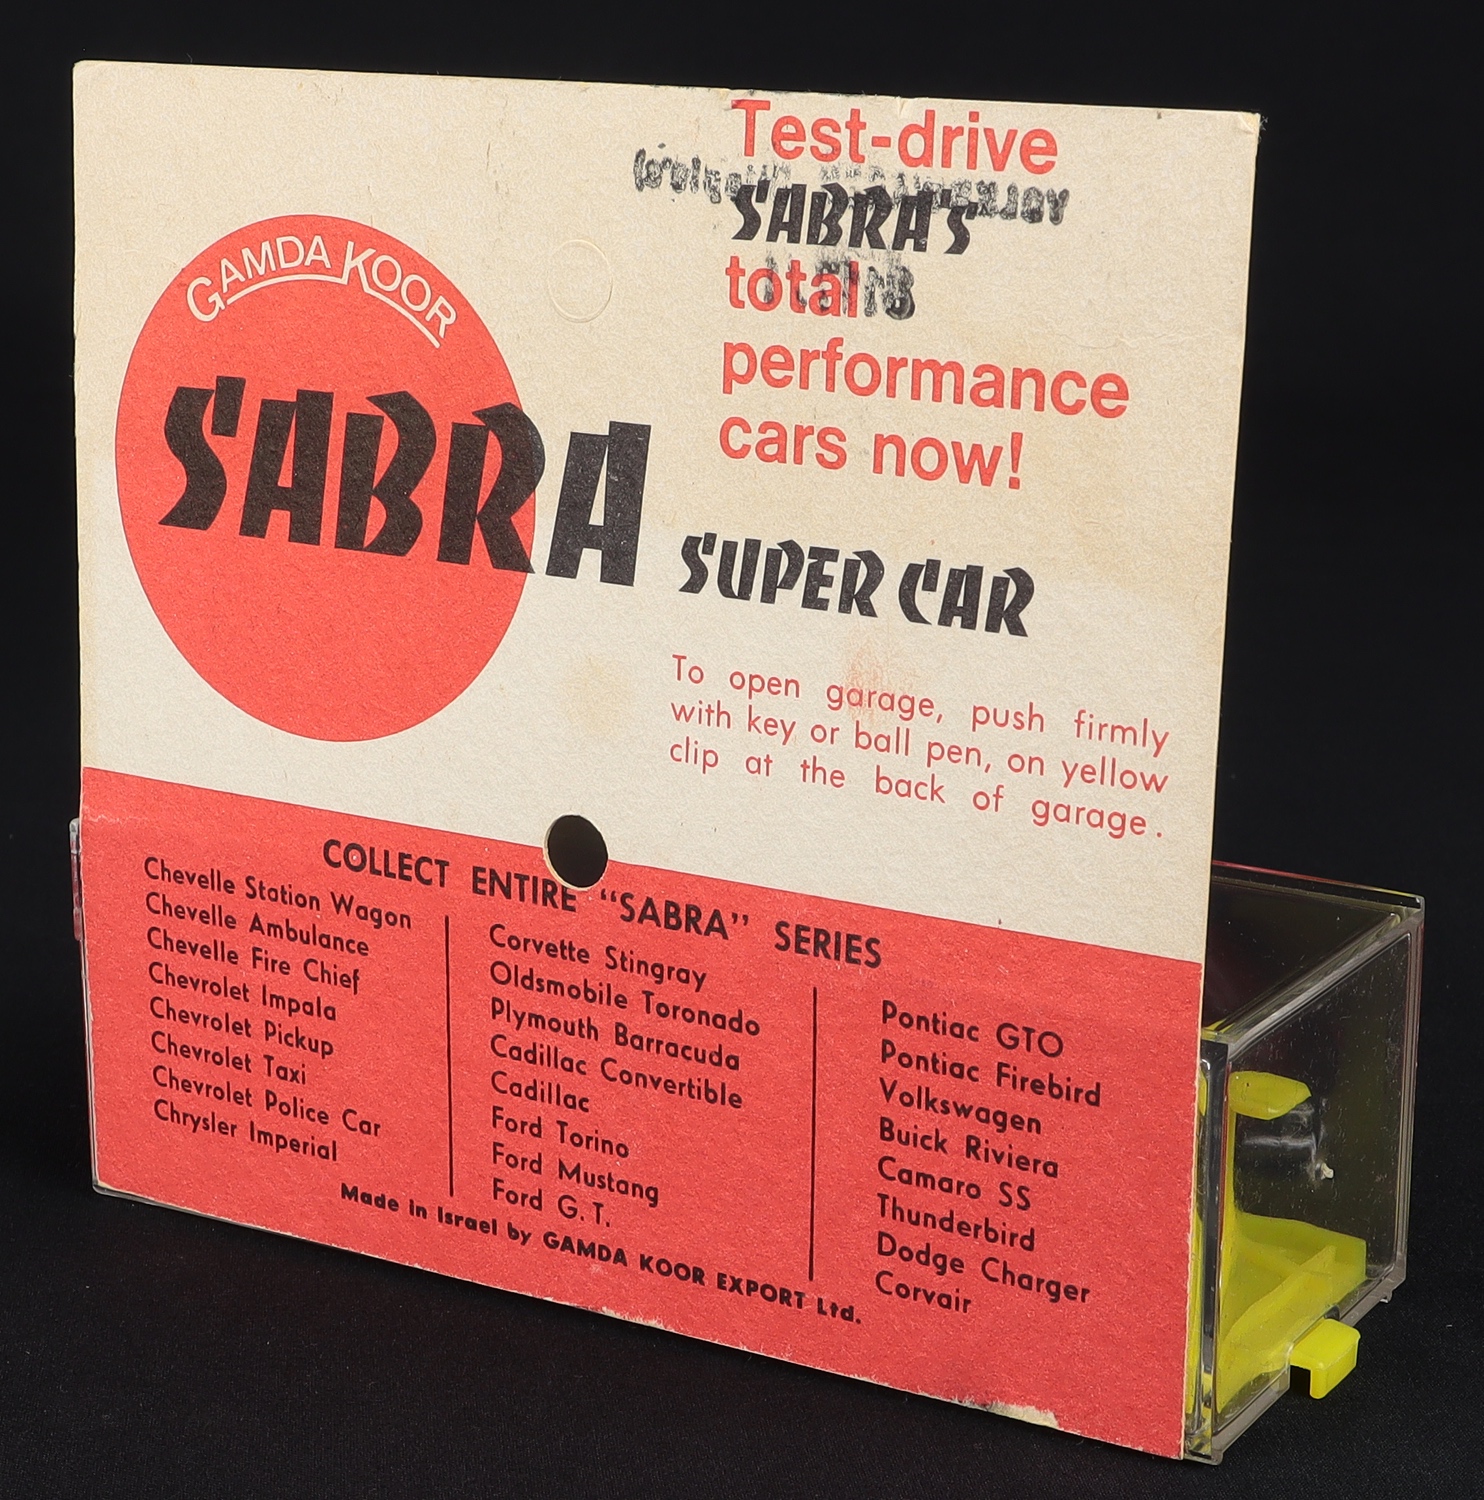 Test-drive
SABRA'S
total
performance
cars now!
GAMDA KOOR
SABRA
SUPER CAR
To open garage, push firmly
with key or ball pen, on yellow
clip at the back of garage.
COLLECT ENTIRE "SABRA" SERIES
Chevelle Station Wagon
Chevelle Ambulance
Chevelle Fire Chief
Chevrolet Impala
Chevrolet Pickup
Chevrolet Taxi
Chevrolet Police Car
Chrysler Imperial
Corvette Stingray
Oldsmobile Toronado
Plymouth Barracuda
Cadillac Convertible
Cadillac
Ford Torino
Ford Mustang
Ford G.T.
Pontiac GTO
Pontiac Firebird
Volkswagen
Buick Riviera
Camaro SS
Thunderbird
Dodge Charger
Corvair
Made in Israel by GAMDA KOOR EXPORT Ltd.